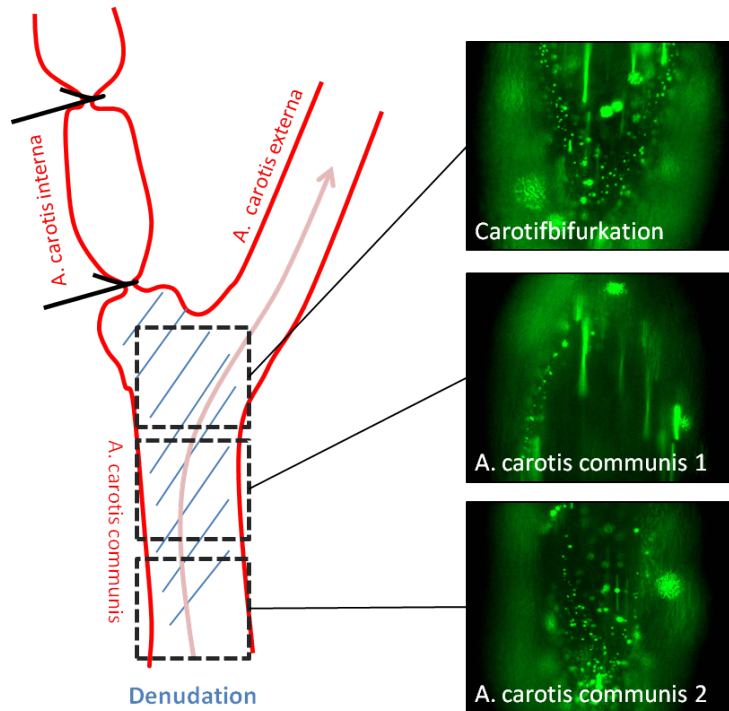 A. carotis interna
A. carotis externa
A. carotis communis
Denudation
Carotifbifurkation
A. carotis communis 1
A. carotis communis 2